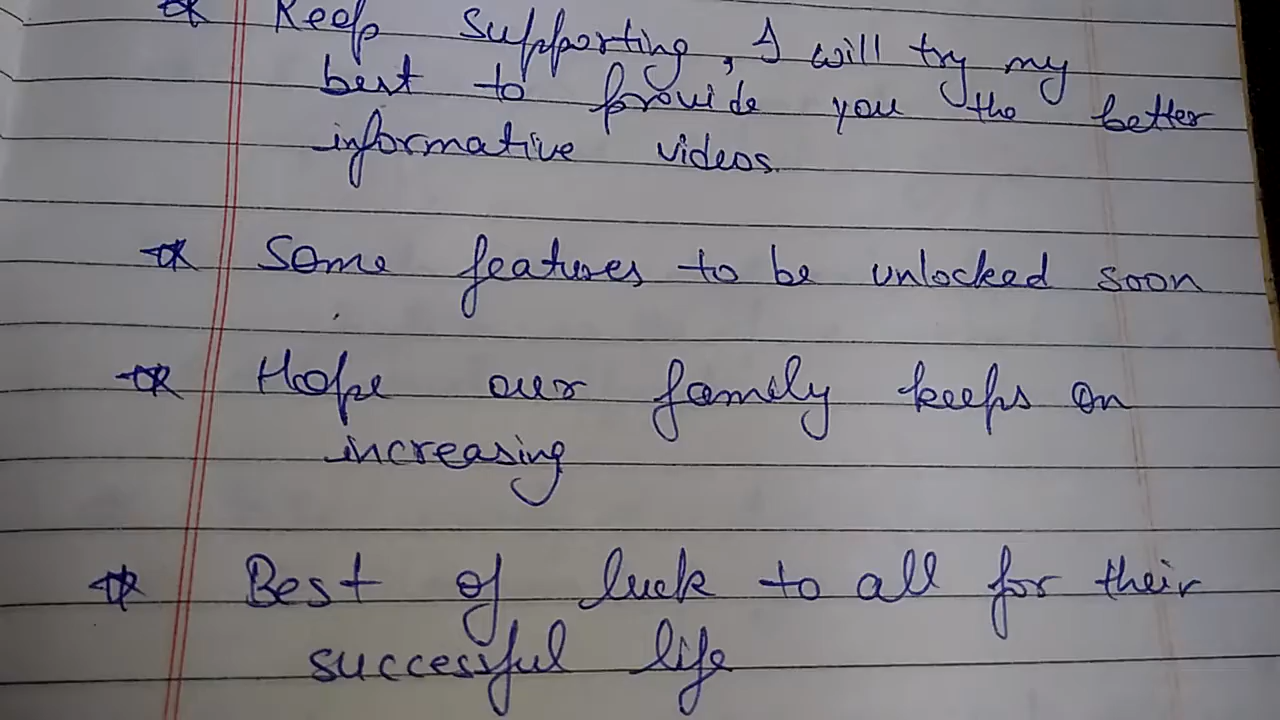 Keep supporting, I will try my
best to provide you the better
informative videos.
Some features to be unlocked soon
Hope our family keeps on
increasing
Best of luck to all for their
successful life